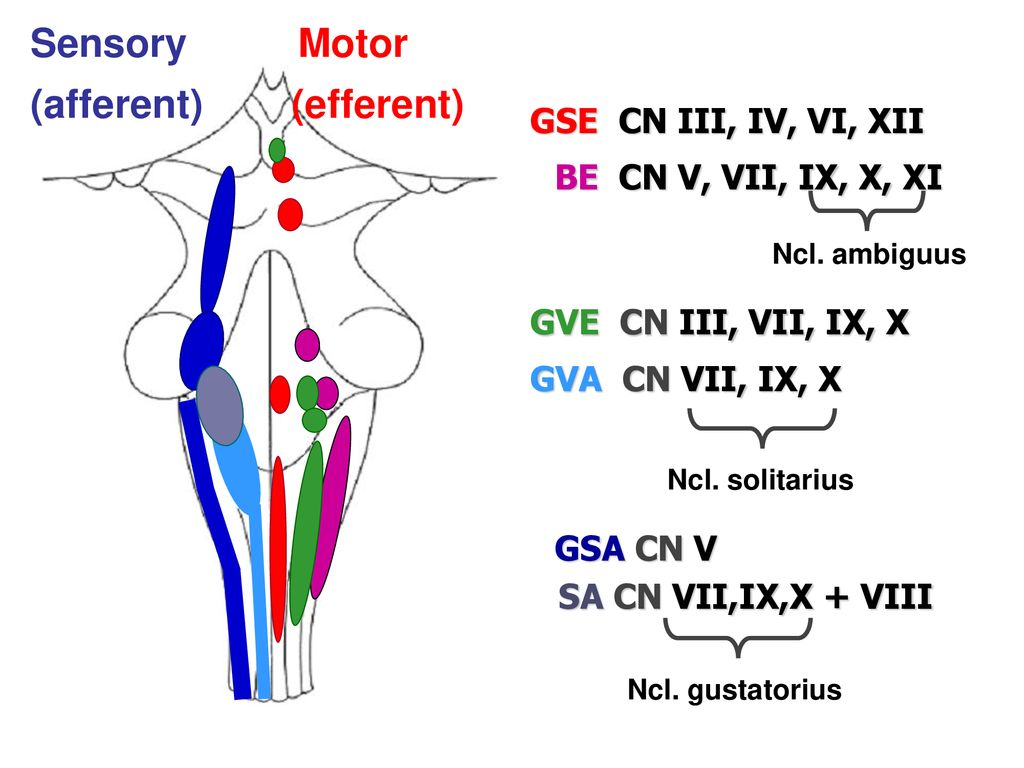 Sensory Motor
(afferent) (efferent)
GSE CN III, IV, VI, XII
BE CN V, VII, IX, X, XI
Ncl. ambiguus
GVE CN III, VII, IX, X
GVA CN VII, IX, X
Ncl. solitarius
GSA CN V
SA CN VII,IX,X + VIII
Ncl. gustatorius